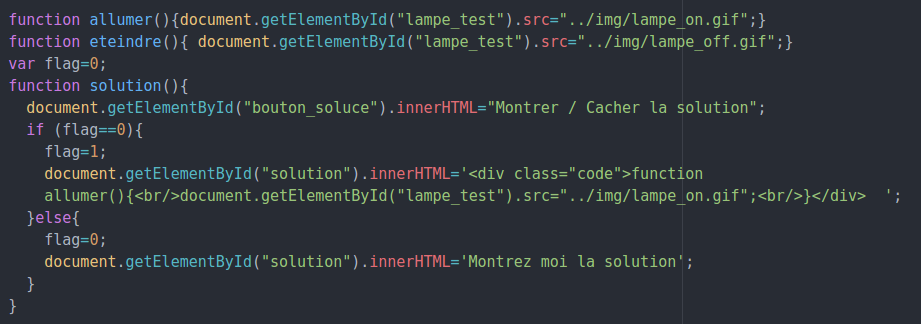 function allumer(){document.getElementById("lampe_test").src="../img/lampe_on.gif";}
function eteindre(){ document.getElementById("lampe_test").src="../img/lampe_off.gif";}
var flag=0;
function solution(){
  document.getElementById("bouton_soluce").innerHTML="Montrer / Cacher la solution";
  if (flag==0){
    flag=1;
    document.getElementById("solution").innerHTML='<div class="code">function
    allumer(){<br/>document.getElementById("lampe_test").src="../img/lampe_on.gif";<br/>}</div>  ';
  }else{
    flag=0;
    document.getElementById("solution").innerHTML='Montrez moi la solution';
  }
}